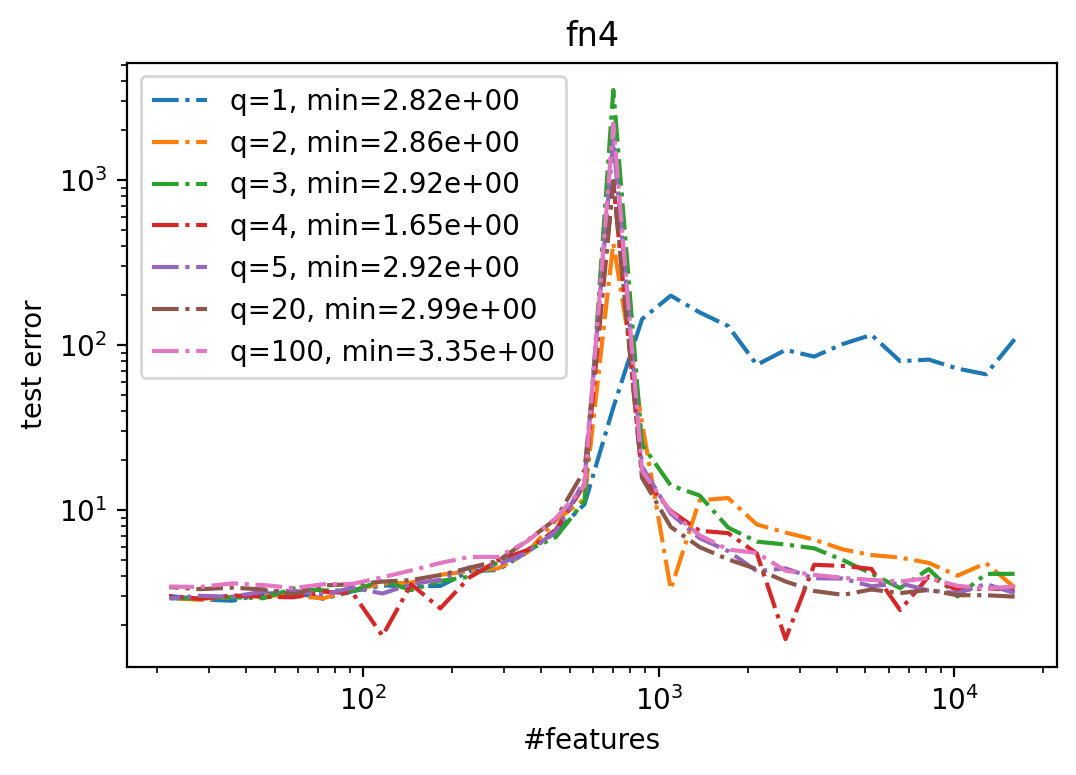 fn4
q=1, min=2.82e+00
q=2, min=2.86e+00
q=3, min=2.92e+00
q=4, min=1.65e+00
q=5, min=2.92e+00
q=20, min=2.99e+00
q=100, min=3.35e+00
test error
10³
10²
10¹
10² 10³ 10⁴
#features